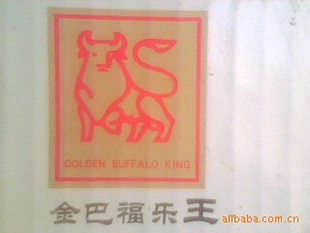 GOLDEN BUFFALO KING
金巴福乐王
alibaba.com.cn